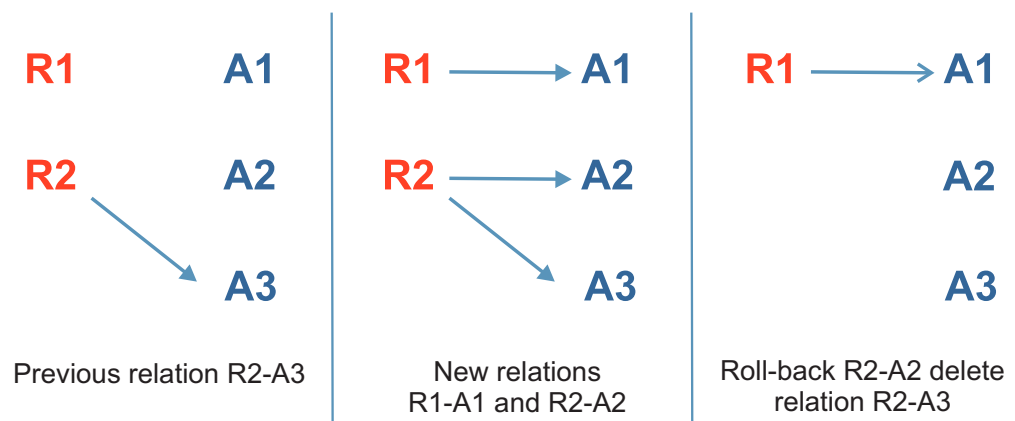 R1 A1
R2 A2
A3
Previous relation R2-A3
R1 A1
R2 A2
A3
New relations
R1-A1 and R2-A2
R1 A1
A2
A3
Roll-back R2-A2 delete
relation R2-A3